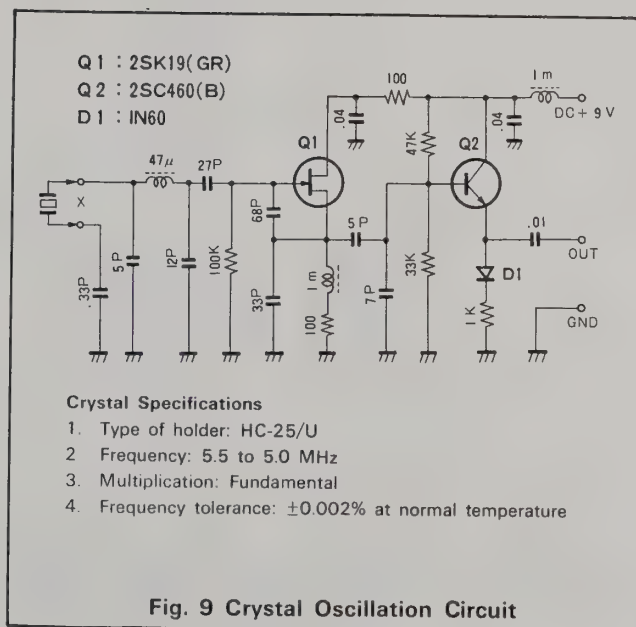 Q1 : 2SK19(GR)
Q2 : 2SC460(B)
D1 : IN60
1 m
100
.04
.04
DC+ 9 V
Q1
Q2
47K
47μ
27P
X
68P
5 P
.01
OUT
5 P
12P
100K
1 m
33K
D1
.33P
33P
7 P
100
1 K
GND
Crystal Specifications
1. Type of holder: HC-25/U
2 Frequency: 5.5 to 5.0 MHz
3. Multiplication: Fundamental
4. Frequency tolerance: ±0.002% at normal temperature
Fig. 9 Crystal Oscillation Circuit